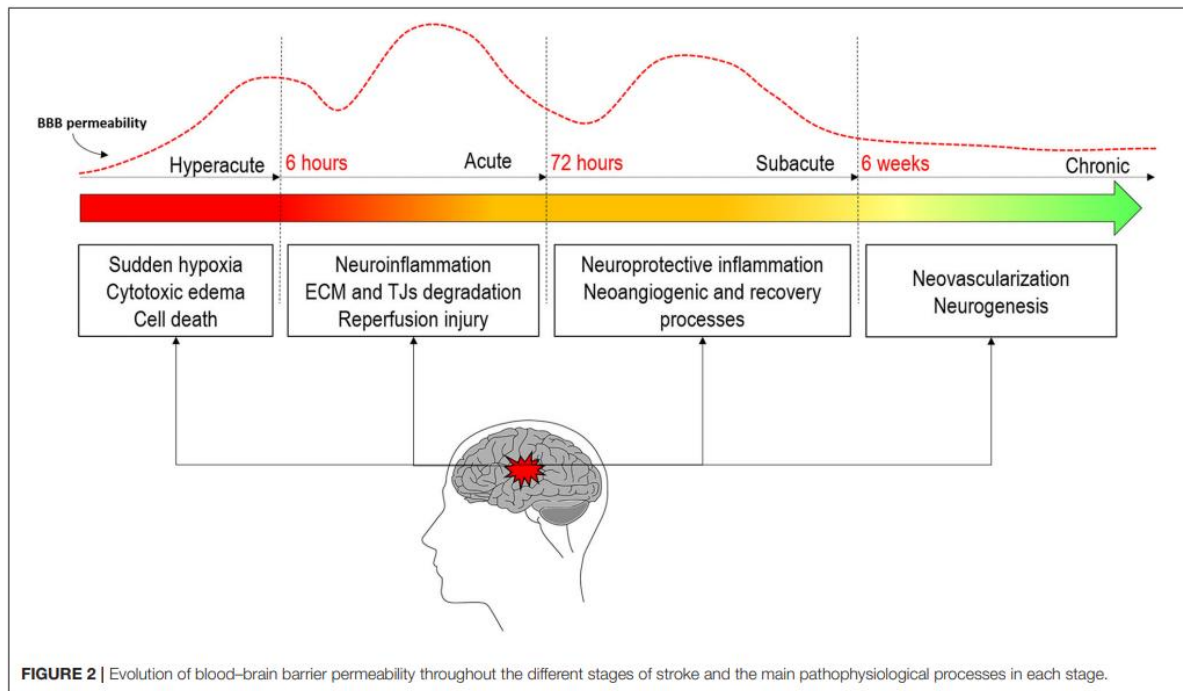 BBB permeability
Hyperacute
6 hours
Acute
72 hours
Subacute
6 weeks
Chronic
Sudden hypoxia
Cytotoxic edema
Cell death
Neuroinflammation
ECM and TJs degradation
Reperfusion injury
Neuroprotective inflammation
Neoangiogenic and recovery
processes
Neovascularization
Neurogenesis
FIGURE 2 | Evolution of blood–brain barrier permeability throughout the different stages of stroke and the main pathophysiological processes in each stage.